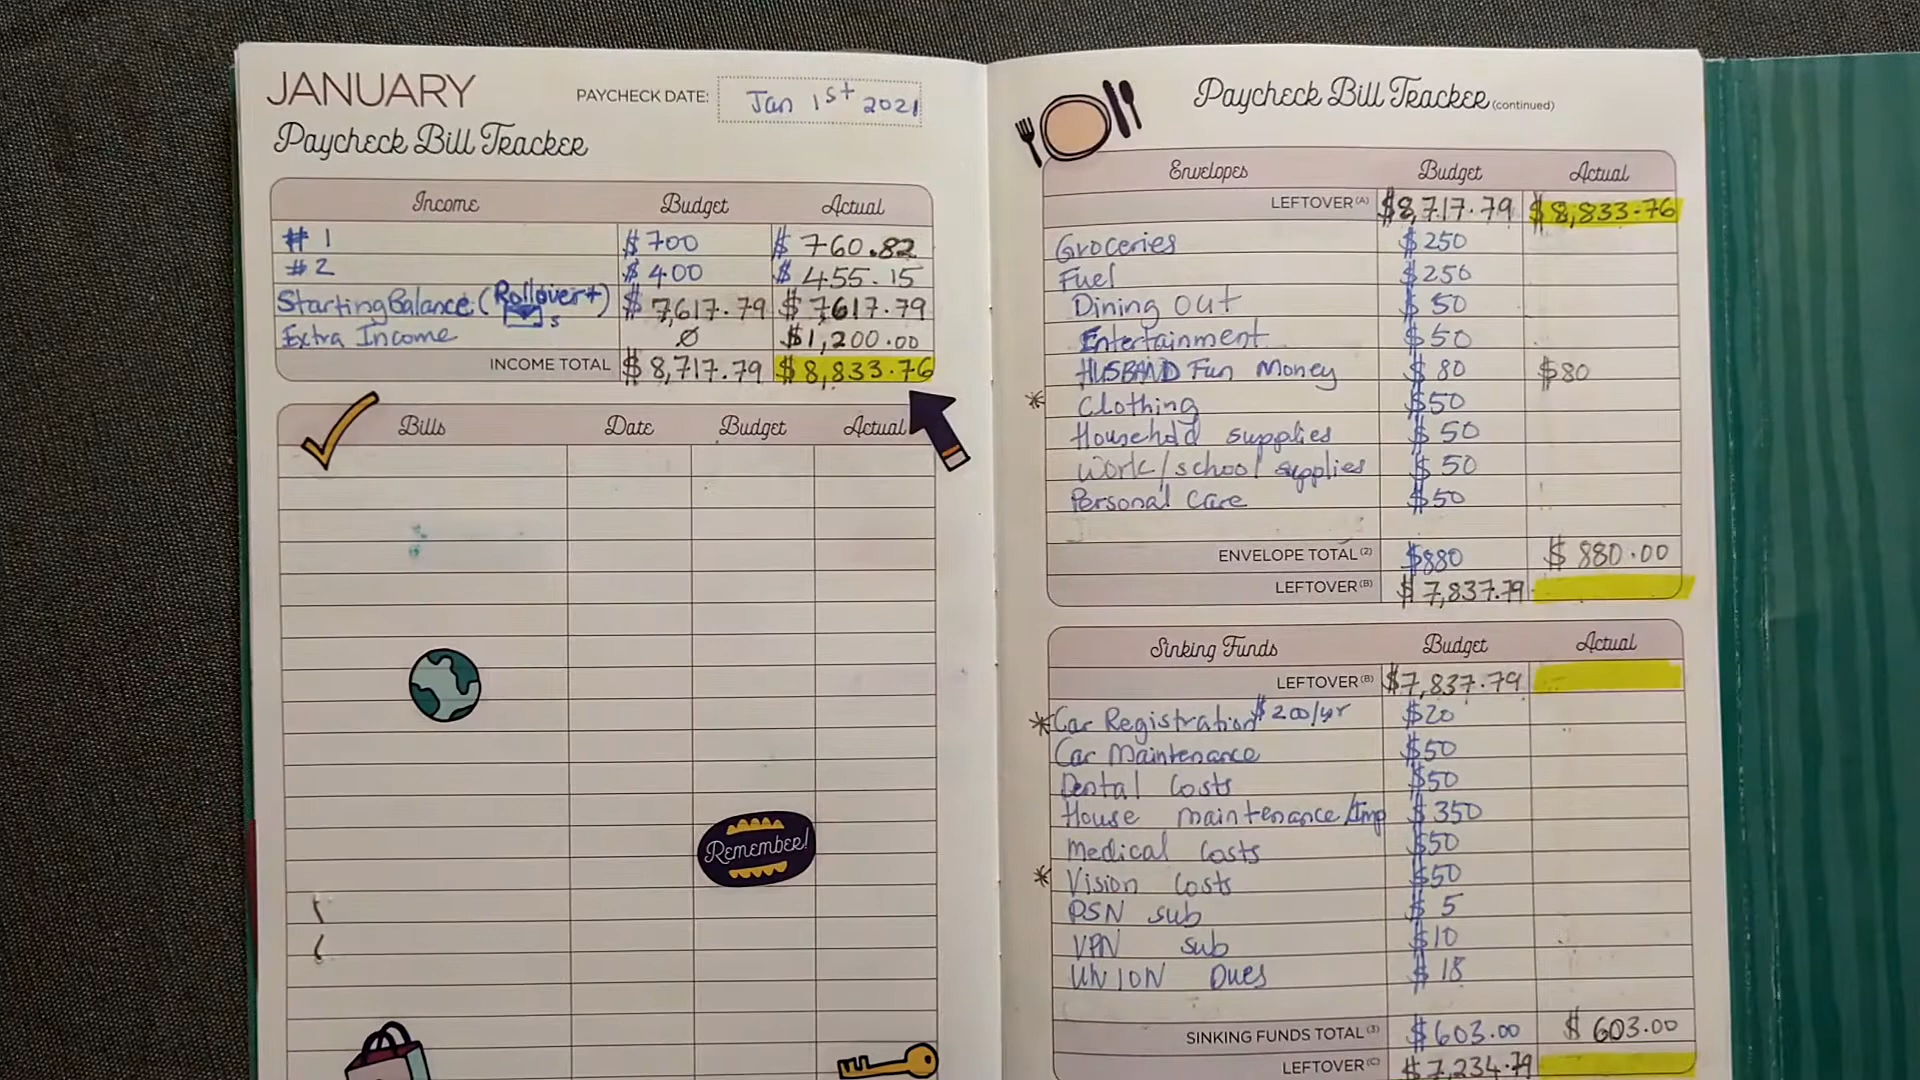 JANUARY
PAYCHECK DATE: Jan 1st 2021
Paycheck Bill Tracker
Income Budget Actual
#1 $700 $760.82
#2 $400 $455.15
Starting Balance (Rollover + s) $7,617.79 $7617.79
Extra Income Ø $1,200.00
INCOME TOTAL $8,717.79 $8,833.76
Bills Date Budget Actual
Remember!
Paycheck Bill Tracker (continued)
Envelopes Budget Actual
LEFTOVER (A) $8,717.79 $8,833.76
Groceries $250
Fuel $250
Dining out $50
Entertainment $50
HUSBAND Fun Money $80 $80
* Clothing $50
Household supplies $50
Work/school supplies $50
Personal Care $50
ENVELOPE TOTAL (2) $880 $880.00
LEFTOVER (B) $7,837.79
Sinking Funds Budget Actual
LEFTOVER (B) $7,837.79
* Car Registration $200/yr $20
Car Maintenance $50
Dental Costs $50
House maintenance/Imp $350
Medical Costs $50
* Vision Costs $50
PSN sub $5
VPN sub $10
UNION Dues $18
SINKING FUNDS TOTAL (3) $603.00 $603.00
LEFTOVER (C) $7,234.79